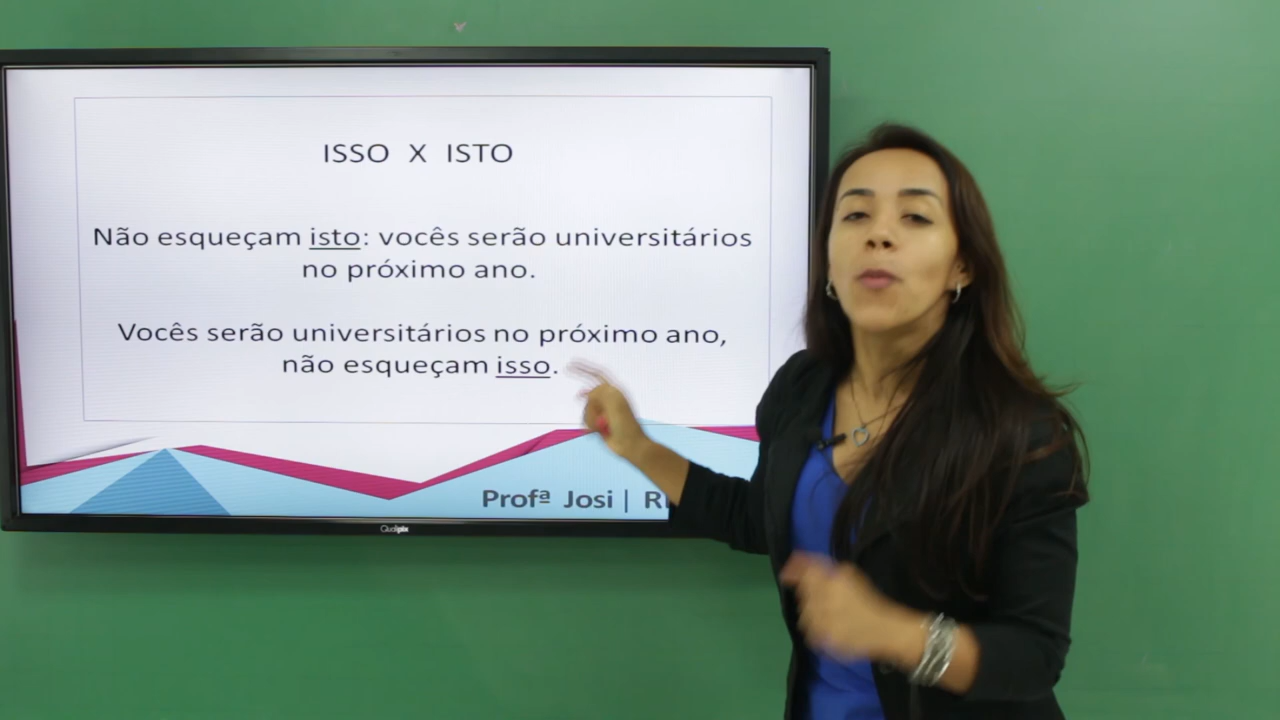 ISSO X ISTO
Não esqueçam isto: vocês serão universitários
no próximo ano.
Vocês serão universitários no próximo ano,
não esqueçam isso.
Profª Josi |
Qualipix